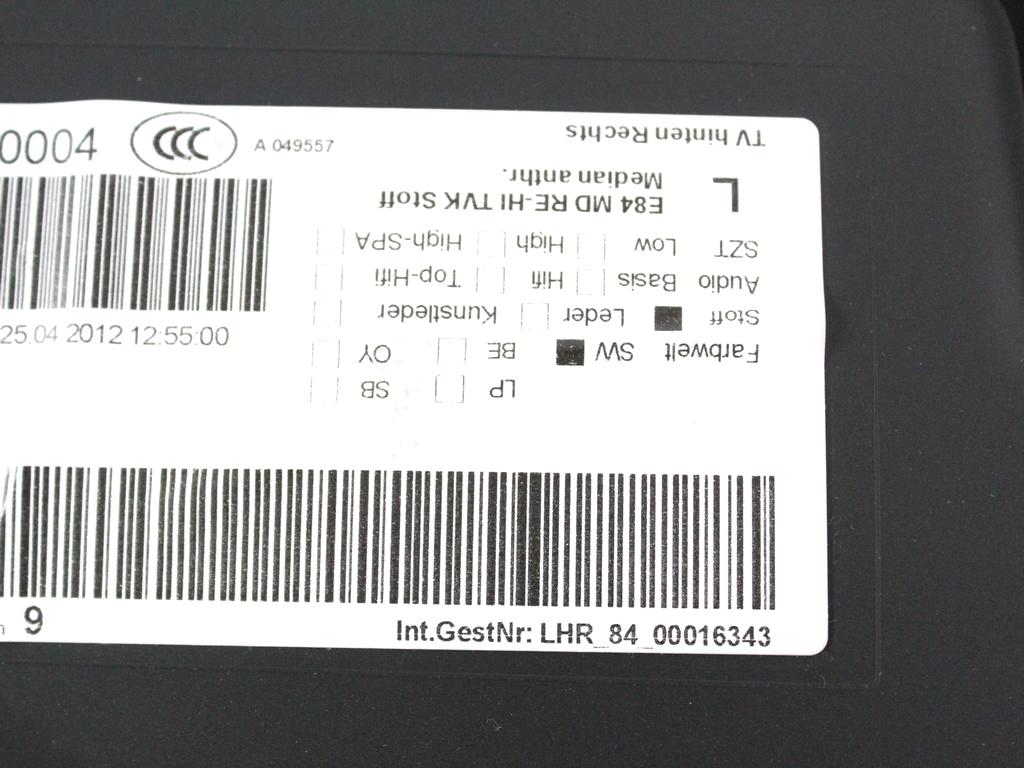 0004 CCC A 049557
25.04 2012 12:55:00
TV hinten Rechts
L
Median anthr.
E84 MD RE-HI TVK Stoff
SZT Low High High-SPA
Audio Basis Hifi Top-Hifi
Stoff Leder Kunstleder
Farbwelt SW BE OY
LP SB
9
Int.GestNr: LHR_84_00016343